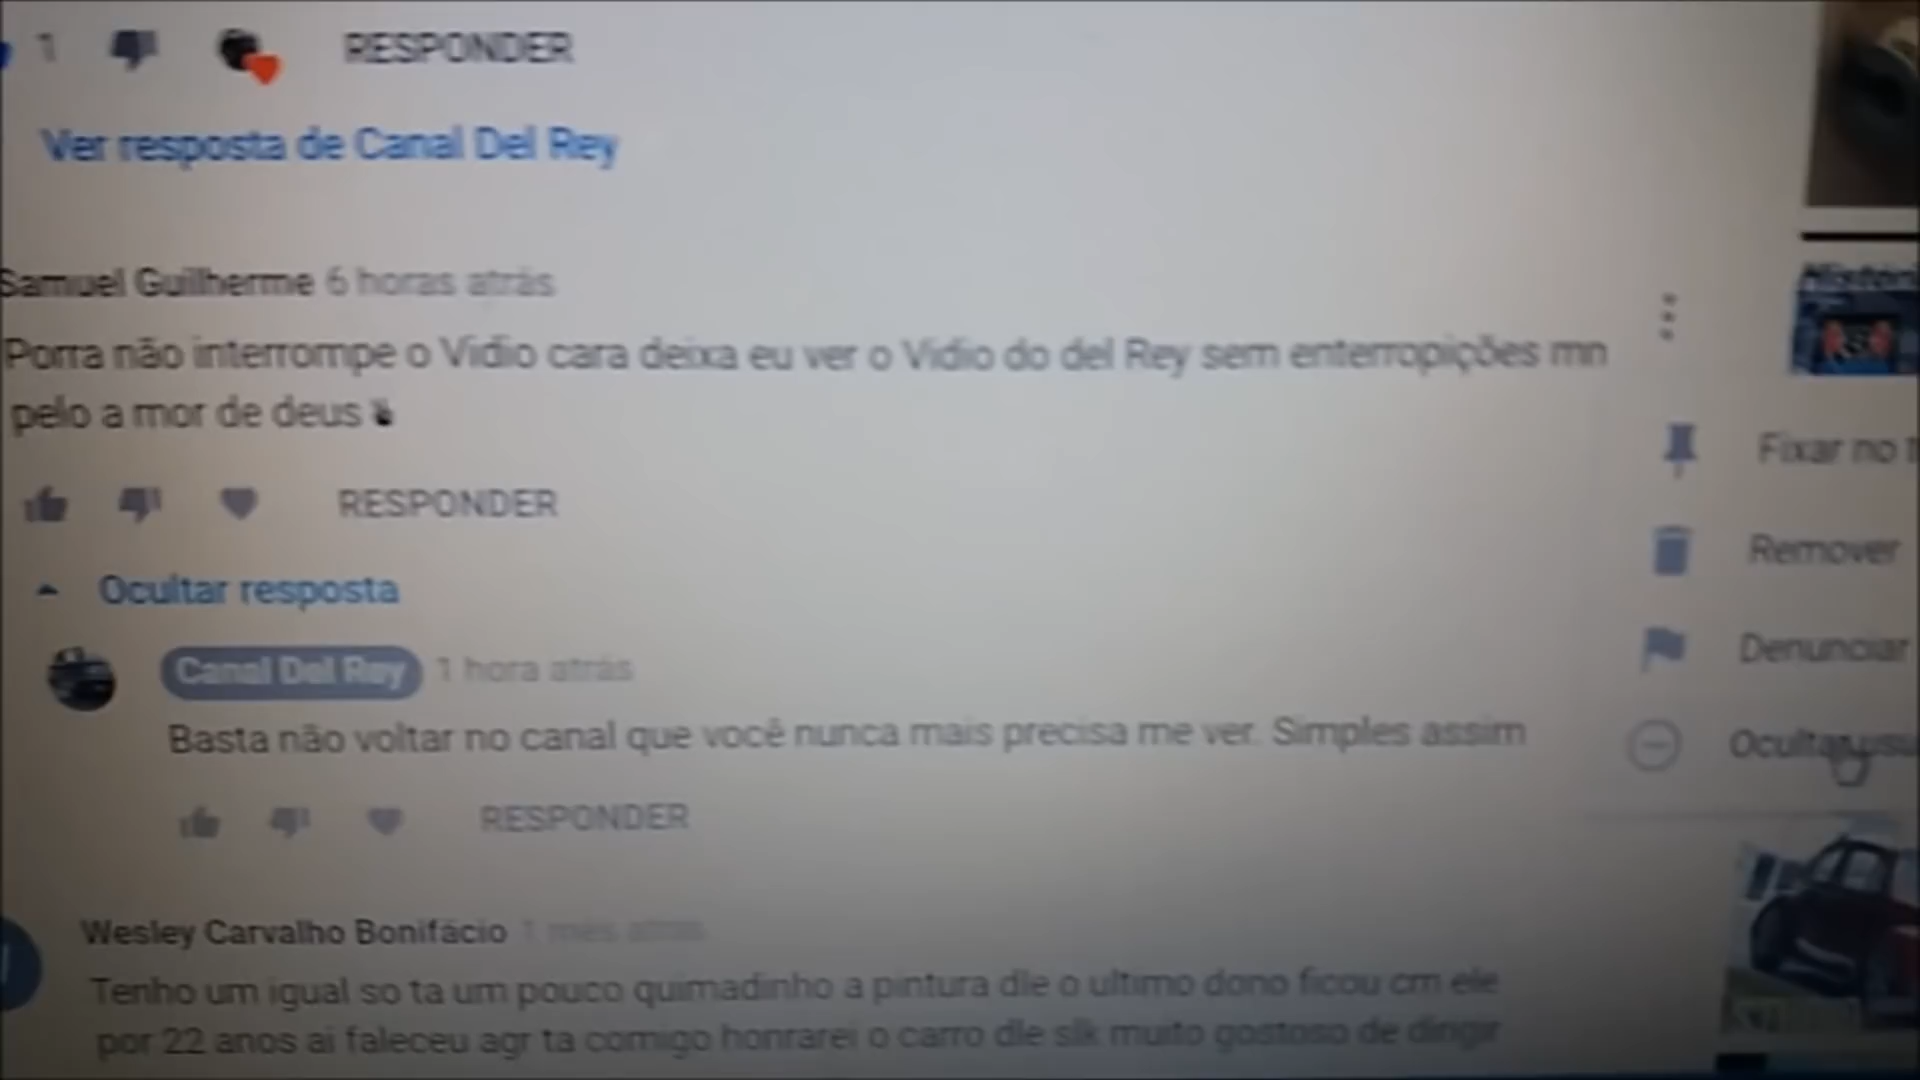 1 RESPONDER
Ver resposta de Canal Del Rey
Samuel Guilherme 6 horas atrás
Porra não interrompe o Vidio cara deixa eu ver o Vidio do del Rey sem enterropições mn
pelo a mor de deus
Fixar no
RESPONDER
Remover
Ocultar resposta
Denunciar
Canal Del Rey 1 hora atrás
Basta não voltar no canal que você nunca mais precisa me ver. Simples assim
Ocultar usu
RESPONDER
Wesley Carvalho Bonifácio 1 mês atrás
Tenho um igual so ta um pouco quimadinho a pintura dle o ultimo dono ficou cm ele
por 22 anos ai faleceu agr ta comigo honrarei o carro dle slk muito gostoso de dirigir